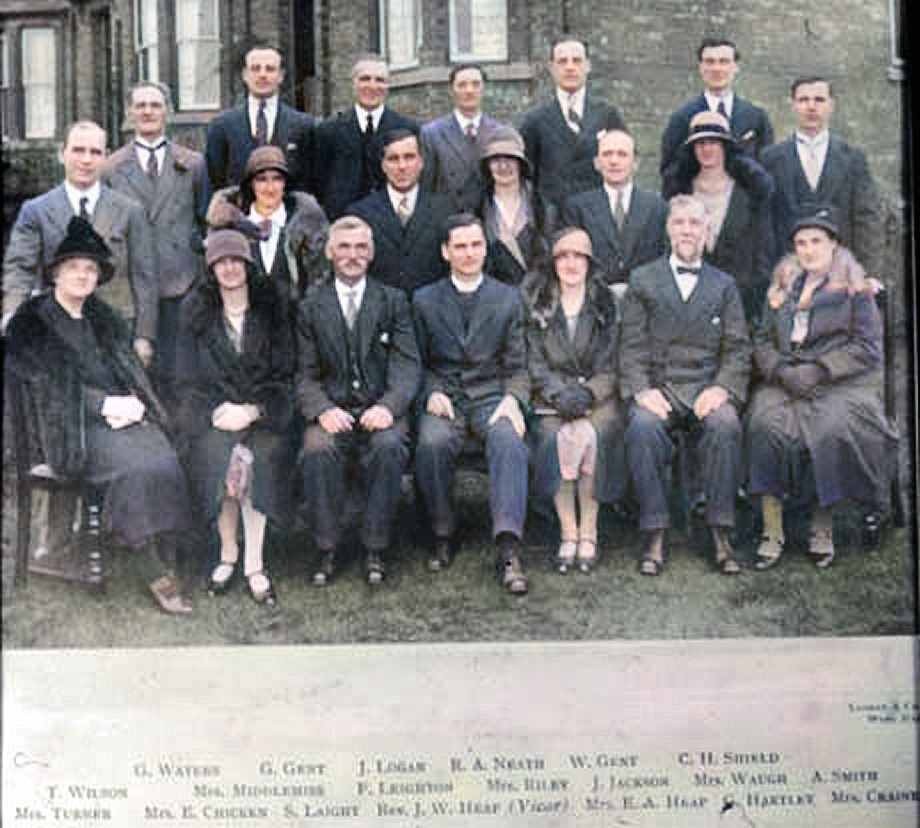 G. WATERS G. GENT J. LOGAN R. A. NEATH W. GENT C. H. SHIELD
T. WILSON MRS. MIDDLEMISS F. LEIGHTON MRS. RILEY J. JACKSON MRS. WAUGH A. SMITH
MRS. TURNER MRS. E. CHICKEN S. LAIGHT REV. J. W. HEAP (Vicar) MRS. E. A. HEAP HARTLEY MRS.